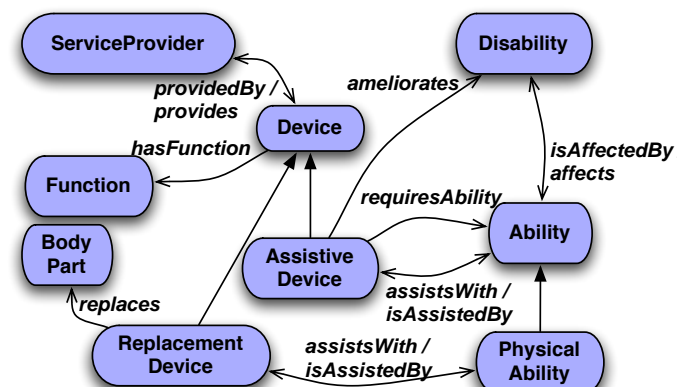 ServiceProvider
Disability
providedBy /
provides
ameliorates
Device
hasFunction
isAffectedBy
affects
Function
requiresAbility
Body
Part
Ability
Assistive
Device
assistsWith /
isAssistedBy
replaces
Replacement
Device
assistsWith /
isAssistedBy
Physical
Ability